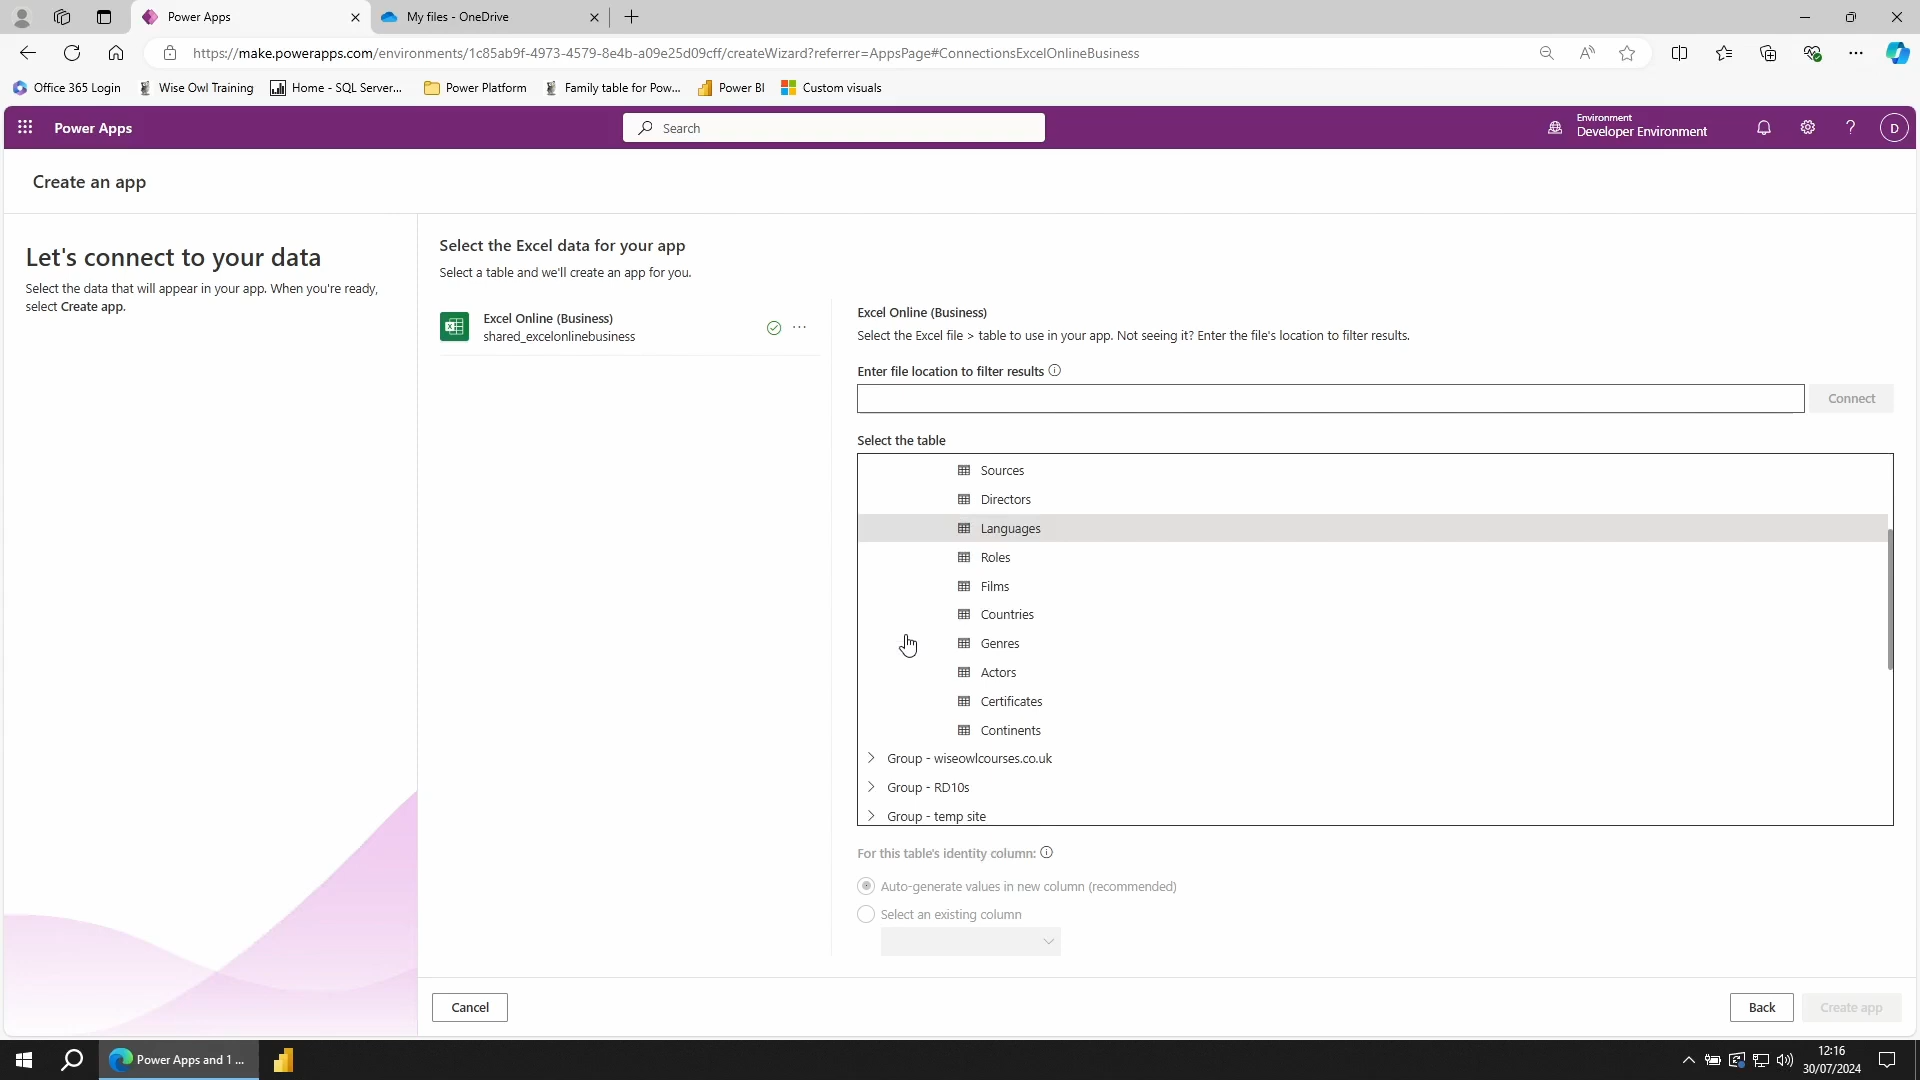 Power Apps
My files - OneDrive
https://make.powerapps.com/environments/1c85ab9f-4973-4579-8e4b-a09e25d09cff/createWizard?referrer=AppsPage#ConnectionsExcelOnlineBusiness
Office 365 Login
Wise Owl Training
Home - SQL Server...
Power Platform
Family table for Pow...
Power BI
Custom visuals
Power Apps
Search
Environment
Developer Environment
D
Create an app
Let's connect to your data
Select the data that will appear in your app. When you're ready,
select Create app.
Select the Excel data for your app
Select a table and we'll create an app for you.
Excel Online (Business)
shared_excelonlinebusiness
Excel Online (Business)
Select the Excel file > table to use in your app. Not seeing it? Enter the file's location to filter results.
Enter file location to filter results
Connect
Select the table
Sources
Directors
Languages
Roles
Films
Countries
Genres
Actors
Certificates
Continents
Group - wiseowlcourses.co.uk
Group - RD10s
Group - temp site
For this table's identity column:
Auto-generate values in new column (recommended)
Select an existing column
Cancel
Back
Create app
Power Apps and 1 ...
12:16
30/07/2024